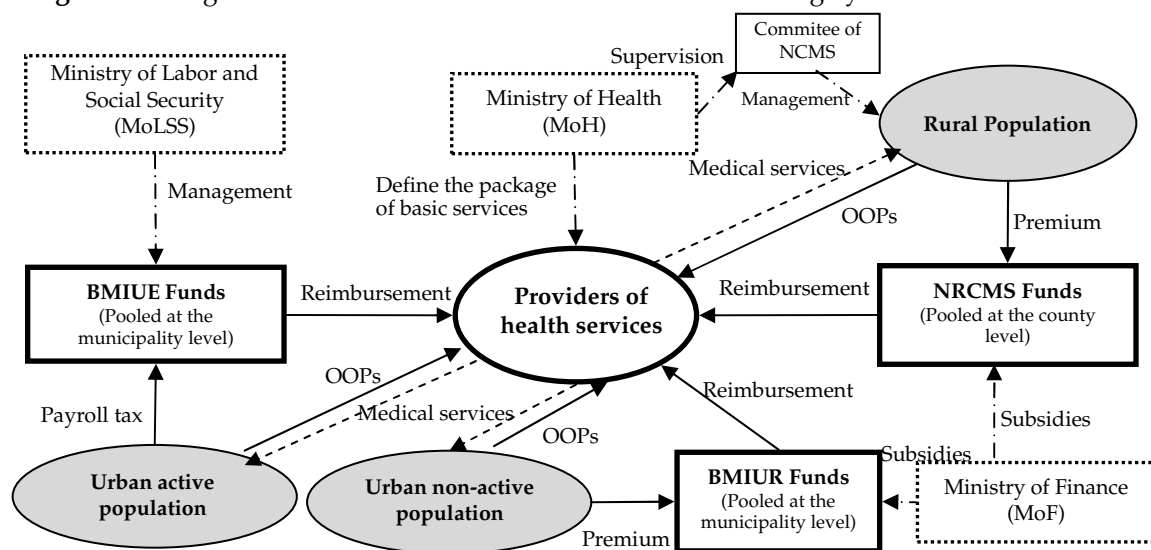 Commitee of
NCMS
Supervision
Ministry of Labor and
Social Security
(MoLSS)
Ministry of Health
(MoH)
Management
Rural Population
Medical services
Management
Define the package
of basic services
OOPs
Premium
BMIUE Funds
(Pooled at the
municipality level)
Reimbursement
Providers of
health services
Reimbursement
NRCMS Funds
(Pooled at the county
level)
OOPs
Reimbursement
Payroll tax
Medical services
OOPs
Subsidies
Subsidies
Urban active
population
Urban non-active
population
BMIUR Funds
(Pooled at the
municipality level)
Ministry of Finance
(MoF)
Premium